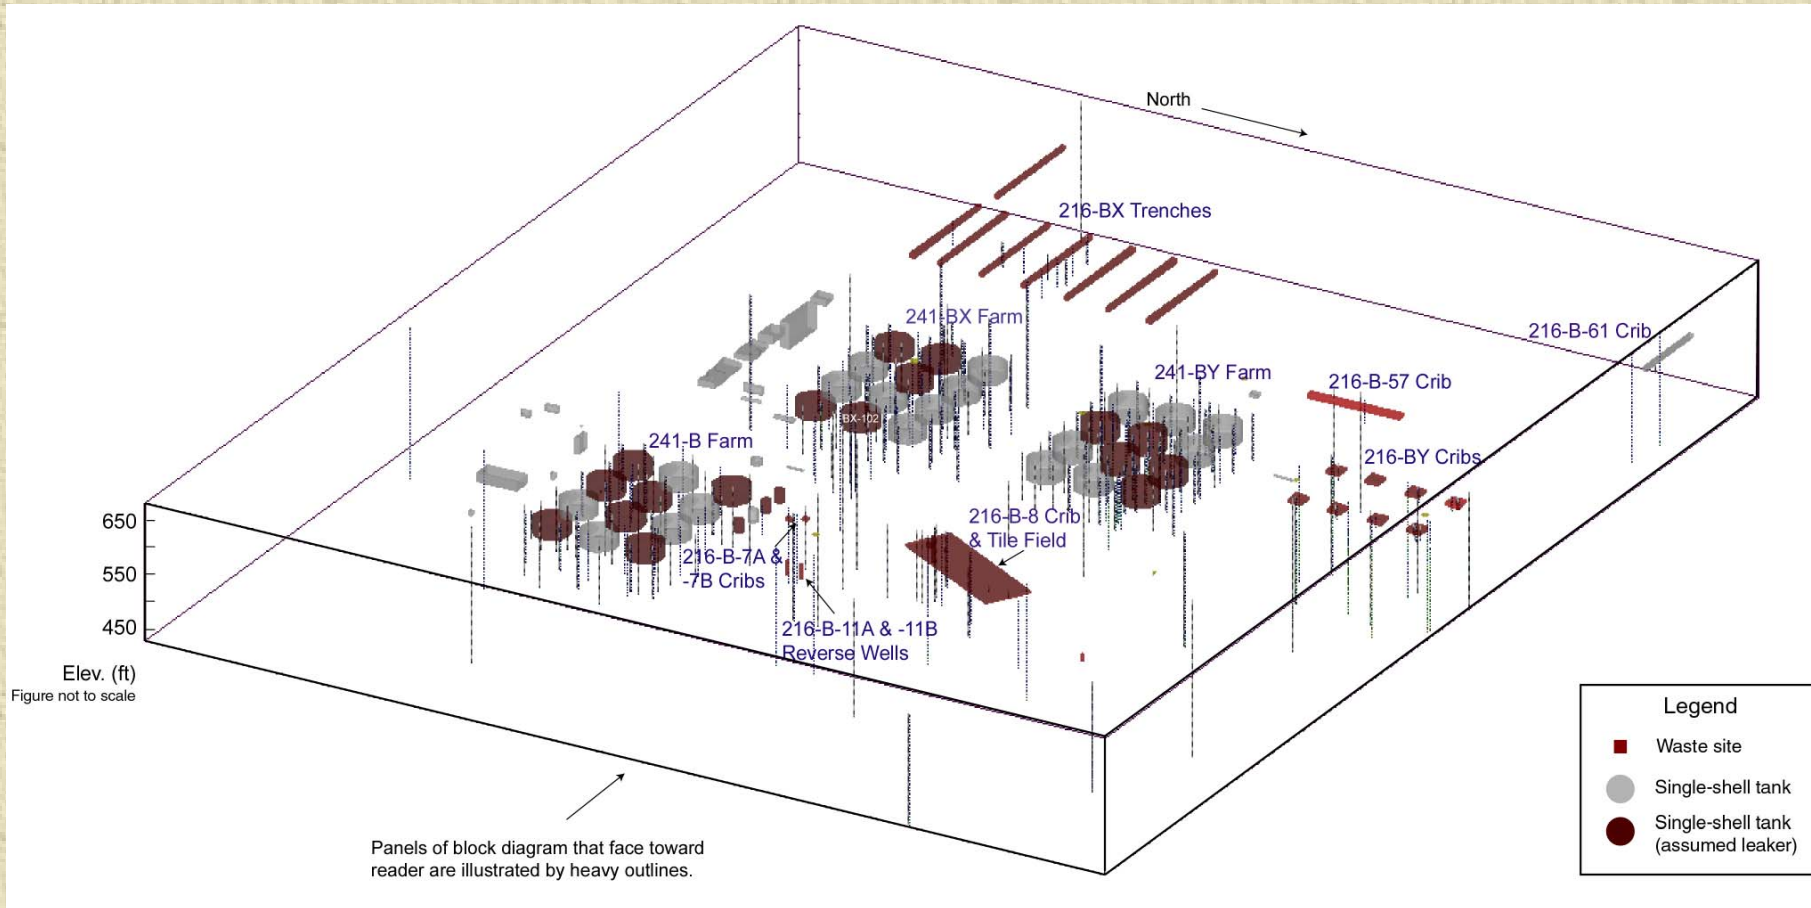 North
216-BX Trenches
241-BX Farm
216-B-61 Crib
241-BY Farm
216-B-57 Crib
BX-102
241-B Farm
216-BY Cribs
650
216-B-8 Crib
& Tile Field
216-B-7A &
-7B Cribs
550
450
216-B-11A & -11B
Reverse Wells
Elev. (ft)
Figure not to scale
Legend
Waste site
Single-shell tank
Single-shell tank
(assumed leaker)
Panels of block diagram that face toward
reader are illustrated by heavy outlines.